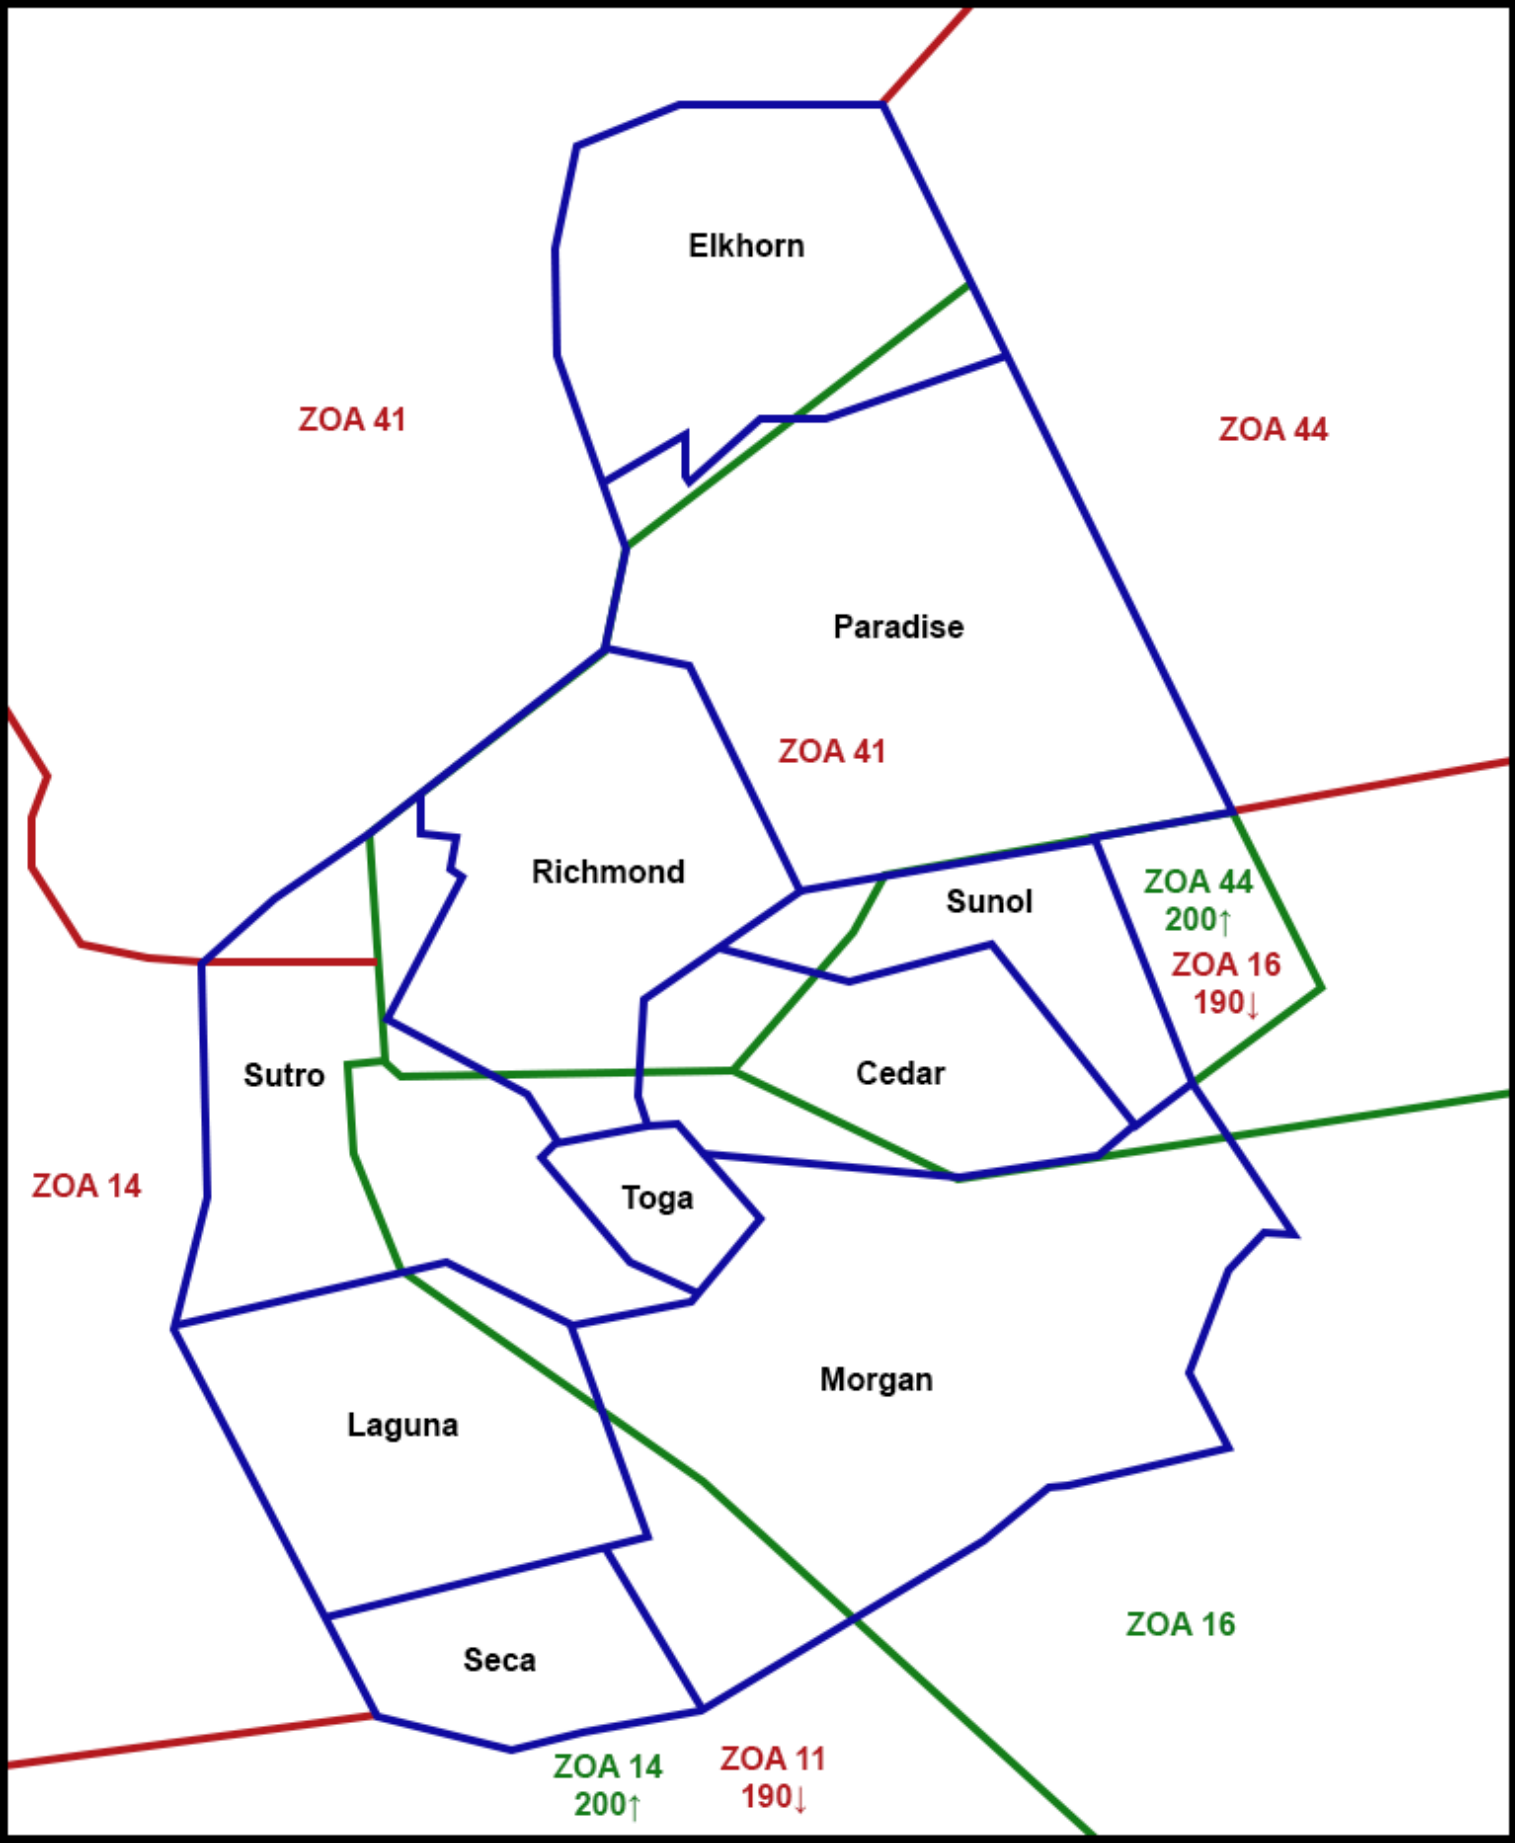 Elkhorn
ZOA 41
ZOA 44
Paradise
ZOA 41
Richmond
Sunol
ZOA 44
200↑
ZOA 16
190↓
Sutro
Cedar
ZOA 14
Toga
Morgan
Laguna
ZOA 16
Seca
ZOA 14
200↑
ZOA 11
190↓